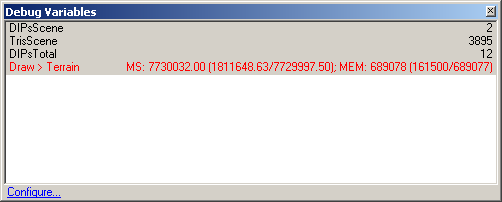 Debug Variables
DIPsScene 2
TrisScene 3895
DIPsTotal 12
Draw > Terrain MS: 7730032.00 (1811648.63/7729997.50); MEM: 689078 (161500/689077)
Configure...